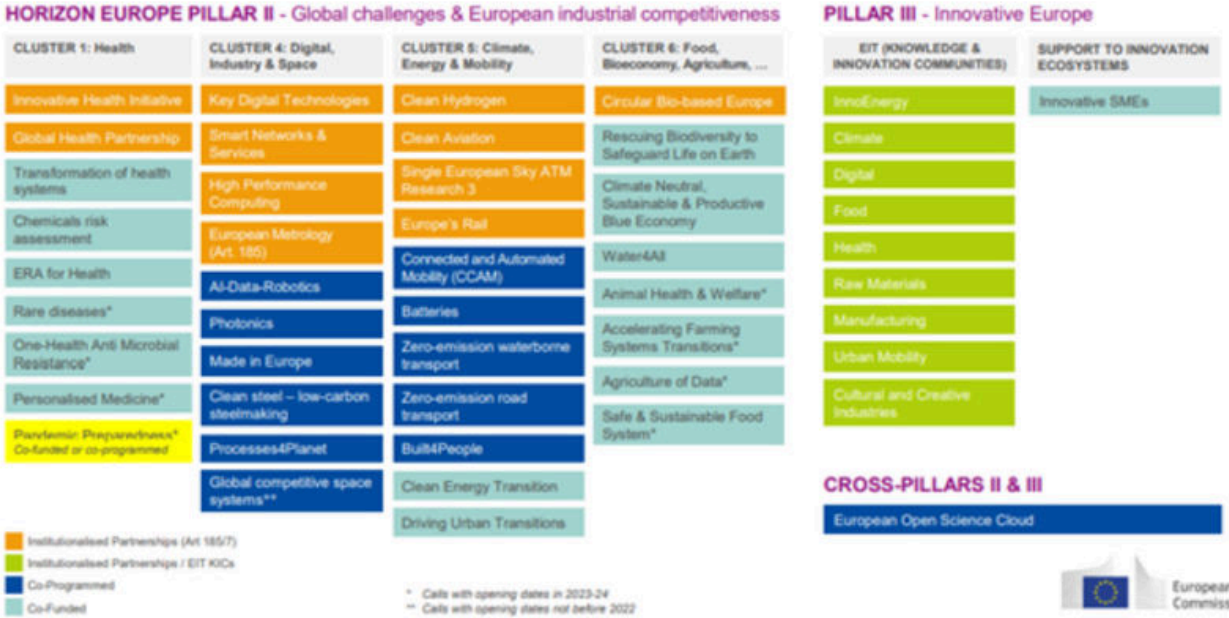 HORIZON EUROPE PILLAR II - Global challenges & European industrial competitiveness
CLUSTER 1: Health
Innovative Health Initiative
Global Health Partnership
Transformation of health
systems
Chemicals risk
assessment
ERA for Health
Rare diseases*
One-Health Anti Microbial
Resistance*
Personalised Medicine*
Pandemic Preparedness*
Co-funded or co-programmed
CLUSTER 4: Digital,
Industry & Space
Key Digital Technologies
Smart Networks &
Services
High Performance
Computing
European Metrology
(Art. 185)
AI-Data-Robotics
Photonics
Made in Europe
Clean steel – low-carbon
steelmaking
Processes4Planet
Global competitive space
systems**
CLUSTER 5: Climate,
Energy & Mobility
Clean Hydrogen
Clean Aviation
Single European Sky ATM
Research 3
Europe's Rail
Connected and Automated
Mobility (CCAM)
Batteries
Zero-emission waterborne
transport
Zero-emission road
transport
Built4People
Clean Energy Transition
Driving Urban Transitions
CLUSTER 6: Food,
Bioeconomy, Agriculture, ...
Circular Bio-based Europe
Rescuing Biodiversity to
Safeguard Life on Earth
Climate Neutral,
Sustainable & Productive
Blue Economy
Water4All
Animal Health & Welfare*
Accelerating Farming
Systems Transitions*
Agriculture of Data*
Safe & Sustainable Food
System*
PILLAR III - Innovative Europe
EIT (KNOWLEDGE &
INNOVATION COMMUNITIES)
InnoEnergy
Climate
Digital
Food
Health
Raw Materials
Manufacturing
Urban Mobility
Cultural and Creative
Industries
SUPPORT TO INNOVATION
ECOSYSTEMS
Innovative SMEs
CROSS-PILLARS II & III
European Open Science Cloud
Institutionalised Partnerships (Art 185/7)
Institutionalised Partnerships / EIT KICs
Co-Programmed
Co-Funded
* Calls with opening dates in 2023-24
** Calls with opening dates not before 2022
European
Commiss